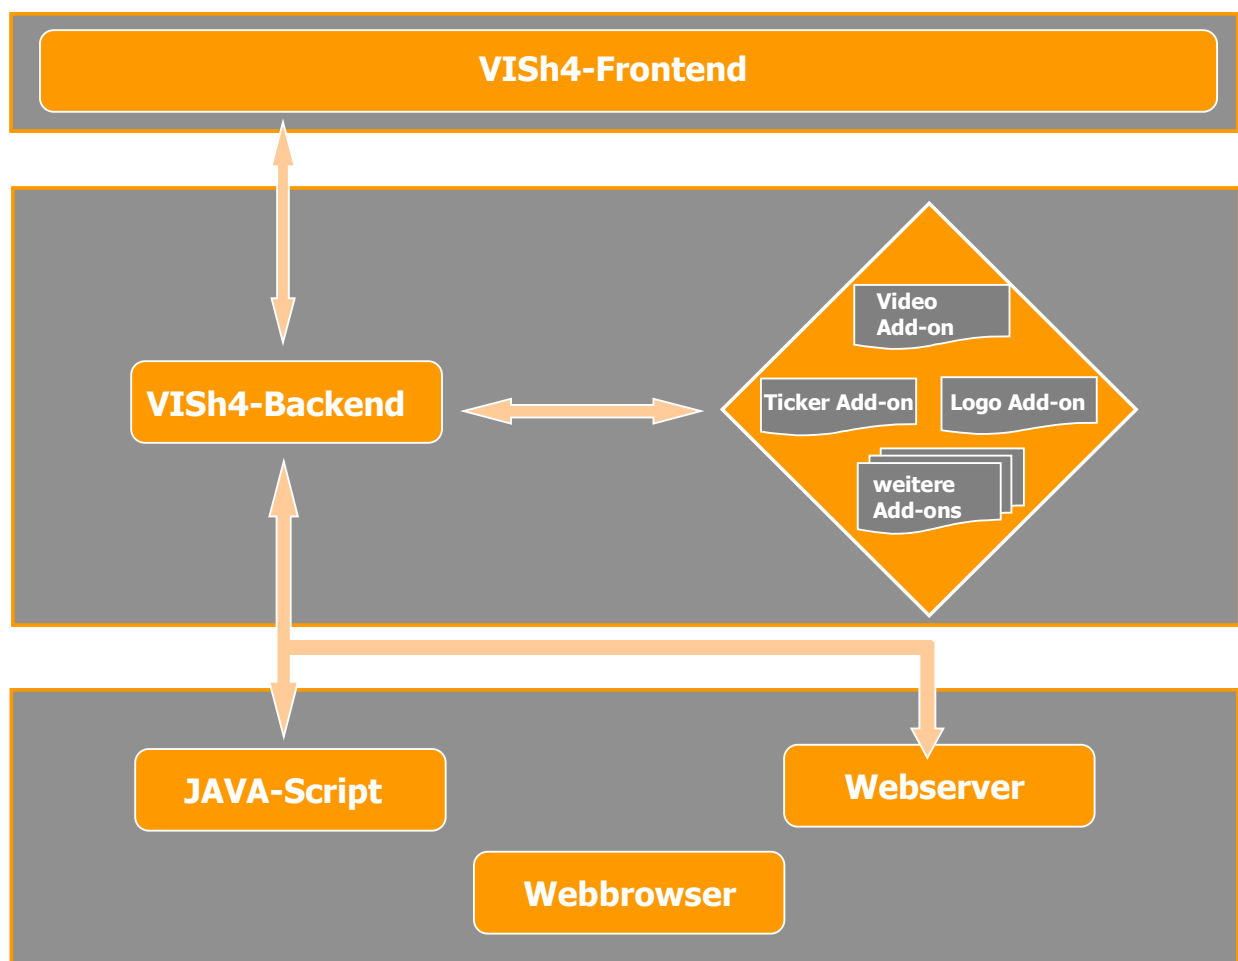 VISh4-Frontend
Video
Add-on
VISh4-Backend
Ticker Add-on
Logo Add-on
weitere
Add-ons
JAVA-Script
Webserver
Webbrowser